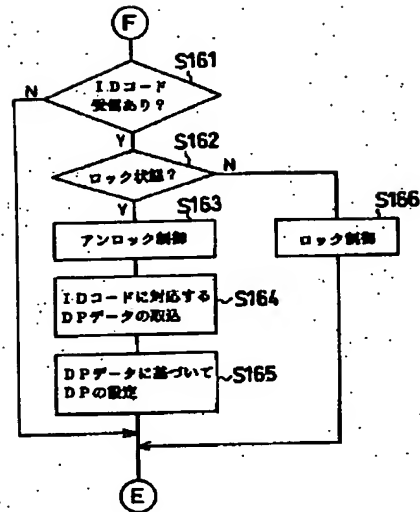 F
S161
IDコード
受信あり?
N
Y
S162
ロック状態?
N
Y
S163
アンロック制御
S166
ロック制御
IDコードに対応する
DPデータの取込
S164
DPデータに基づいて
DPの設定
S165
E